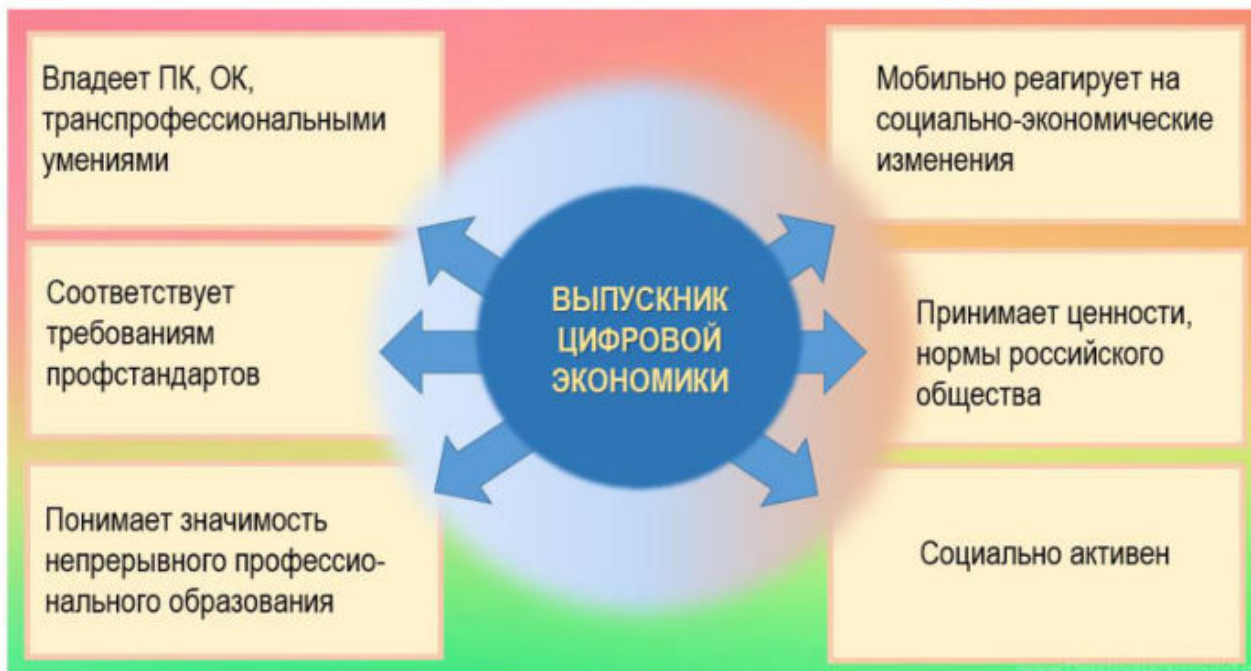 Владеет ПК, ОК,
транспрофессиональными
умениями
Соответствует
требованиям
профстандартов
Понимает значимость
непрерывного профессио-
нального образования
ВЫПУСКНИК
ЦИФРОВОЙ
ЭКОНОМИКИ
Мобильно реагирует на
социально-экономические
изменения
Принимает ценности,
нормы российского
общества
Социально активен